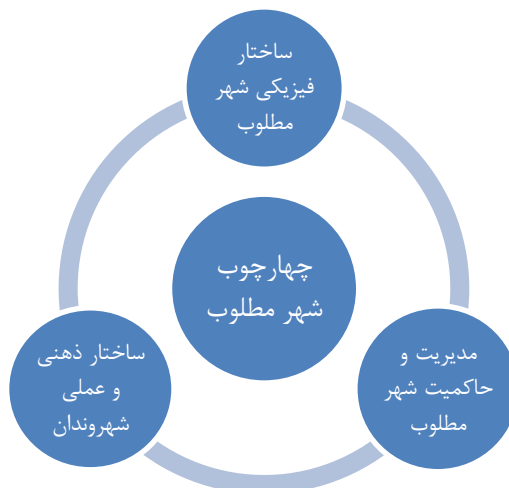 ساختار
فیزیکی شهر
مطلوب
چهارچوب
شهر مطلوب
مدیریت و
حاکمیت شهر
مطلوب
ساختار ذهنی
و عملی
شهروندان